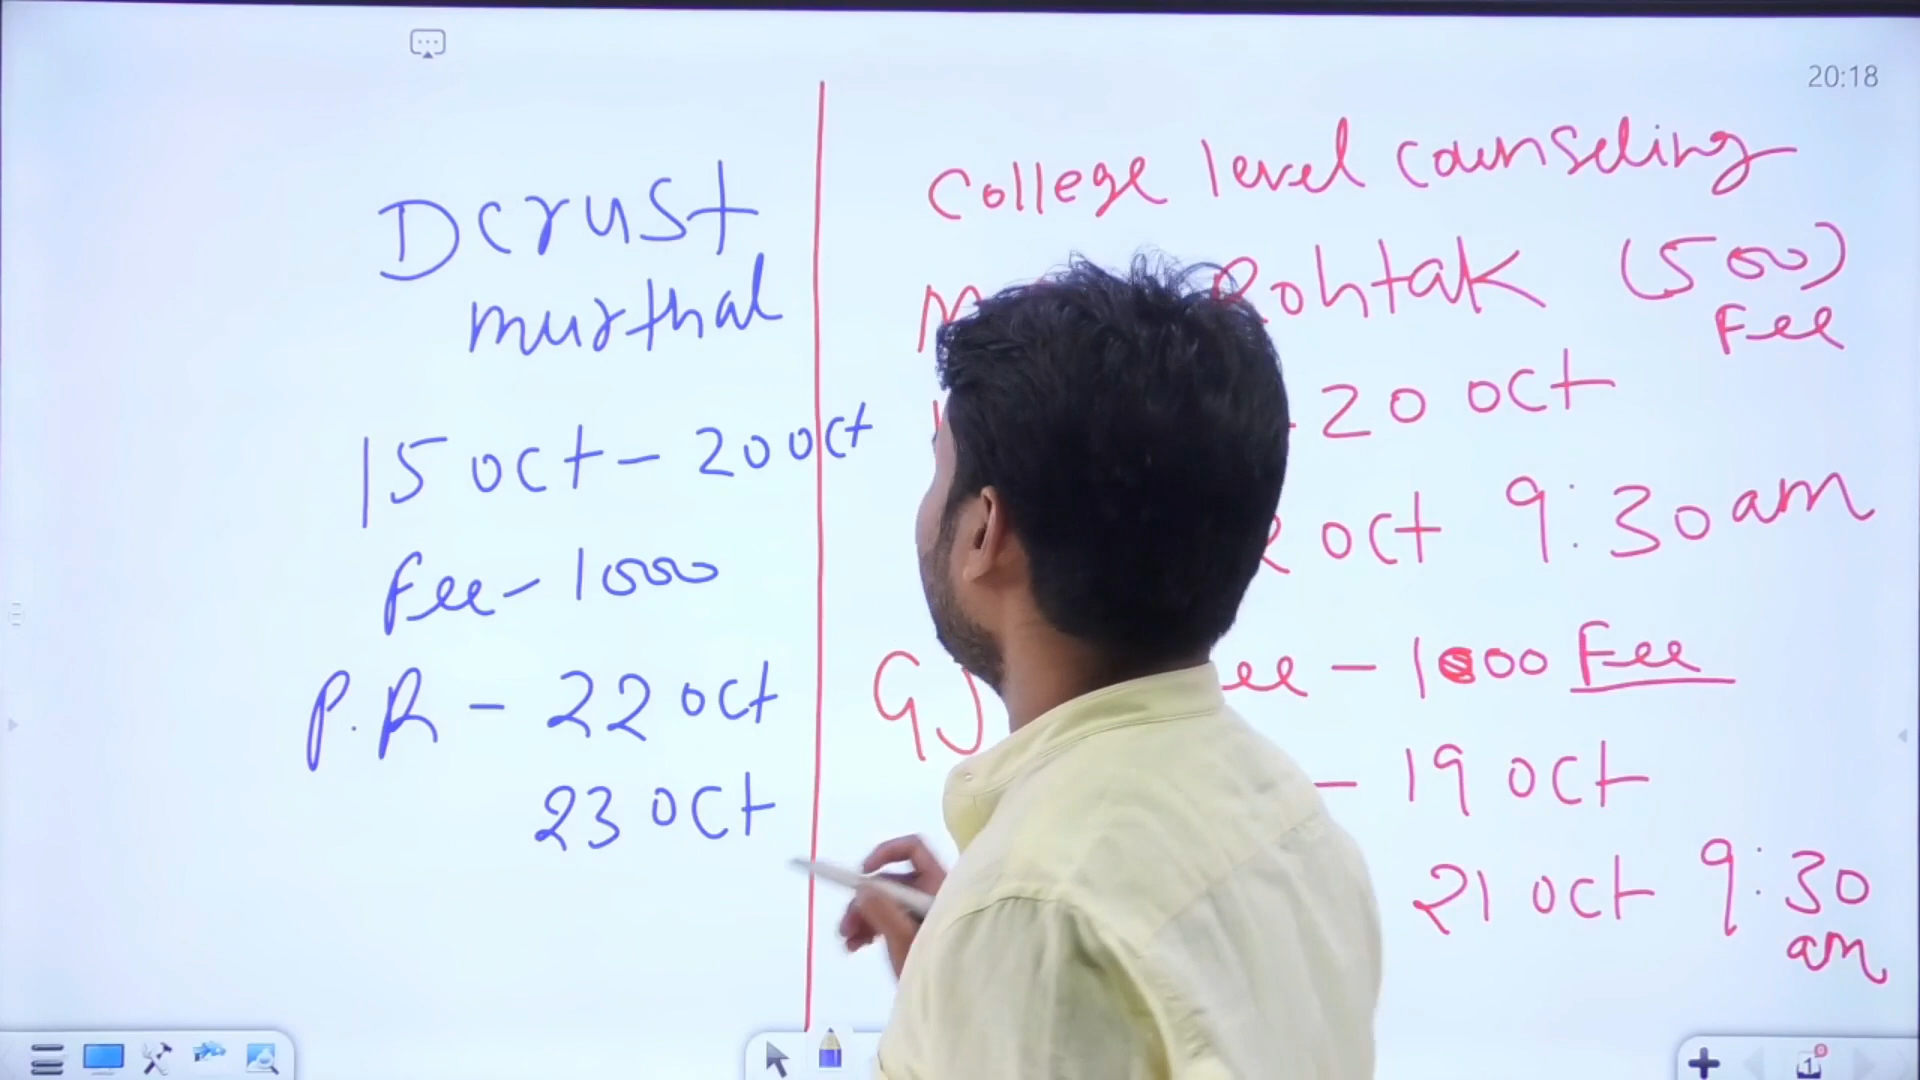 20:18
Dcrust
murthal
15 oct - 20 oct
Fee - 1000
P.R - 22 oct
23 oct
College level counseling
Rohtak (500)
Fee
20 oct
oct 9:30 am
- 1000 Fee
- 19 oct
21 oct 9:30
am